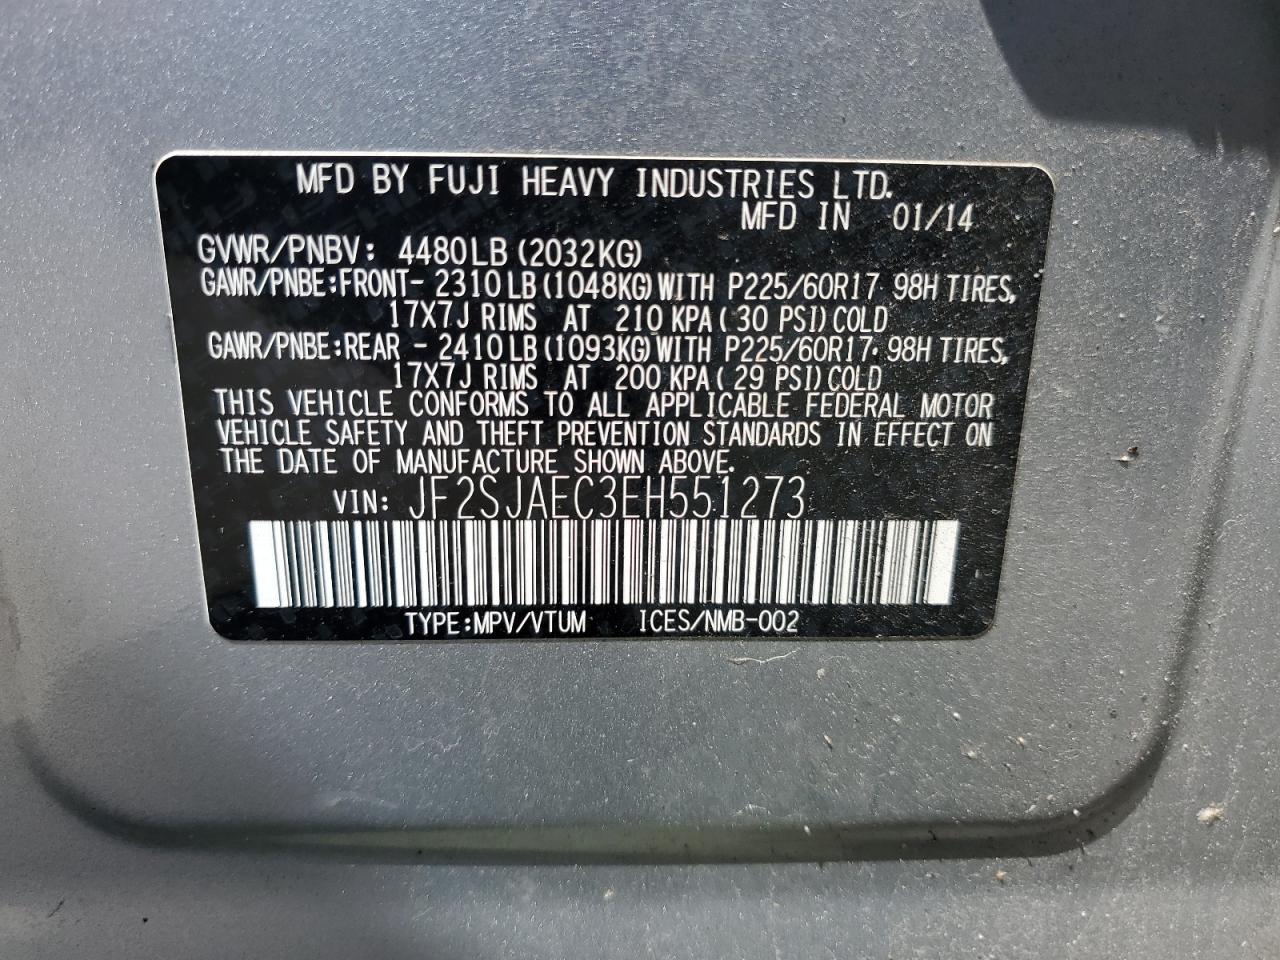 MFD BY FUJI HEAVY INDUSTRIES LTD.
MFD IN 01/14
GVWR/PNBV: 4480LB (2032KG)
GAWR/PNBE:FRONT- 2310LB (1048KG) WITH P225/60R17 98H TIRES,
17X7J RIMS AT 210 KPA (30 PSI) COLD
GAWR/PNBE:REAR - 2410LB (1093KG) WITH P225/60R17 98H TIRES,
17X7J RIMS AT 200 KPA (29 PSI) COLD
THIS VEHICLE CONFORMS TO ALL APPLICABLE FEDERAL MOTOR
VEHICLE SAFETY AND THEFT PREVENTION STANDARDS IN EFFECT ON
THE DATE OF MANUFACTURE SHOWN ABOVE.
VIN: JF2SJAEC3EH551273
TYPE:MPV/VTUM ICES/NMB-002